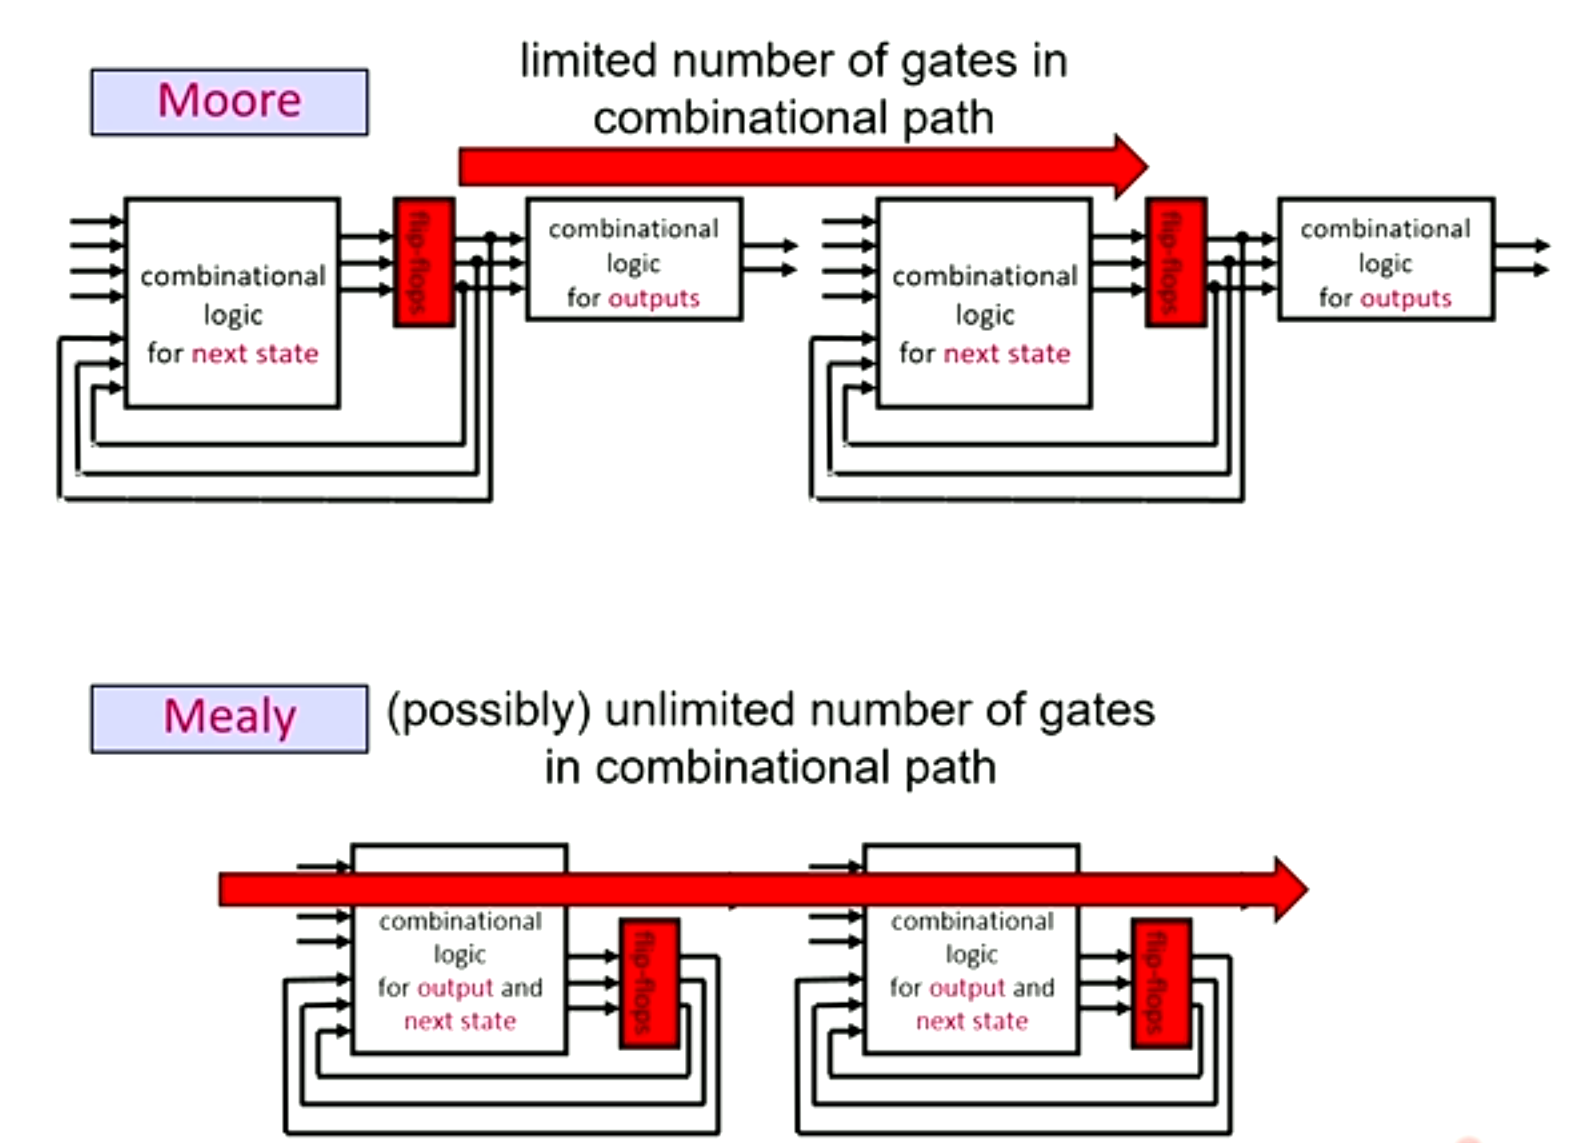 Moore
limited number of gates in
combinational path
combinational
logic
for next state
flip-flops
combinational
logic
for outputs
combinational
logic
for next state
flip-flops
combinational
logic
for outputs
Mealy
(possibly) unlimited number of gates
in combinational path
combinational
logic
for output and
next state
flip-flops
combinational
logic
for output and
next state
flip-flops